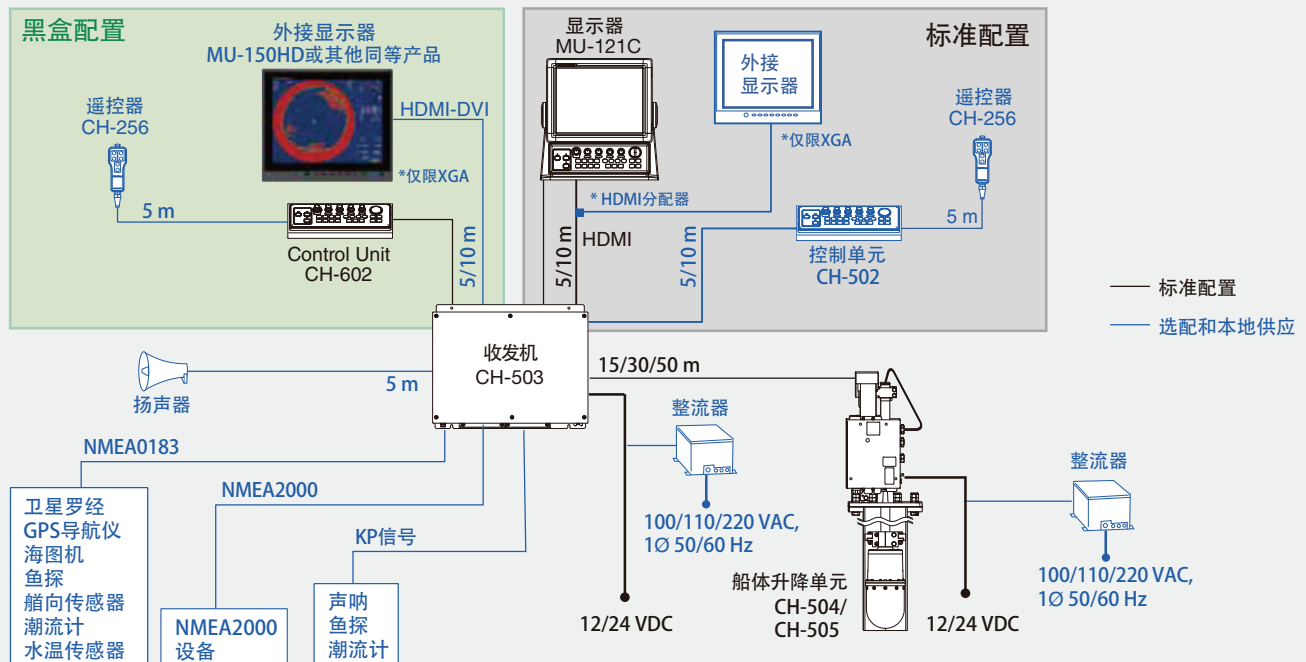 黑盒配置
外接显示器
MU-150HD或其他同等产品
遥控器
CH-256
HDMI-DVI
*仅限XGA
5 m
Control Unit
CH-602
5/10 m
显示器
MU-121C
标准配置
外接
显示器
遥控器
CH-256
*仅限XGA
* HDMI分配器
5 m
5/10 m
HDMI
5/10 m
控制单元
CH-502
标准配置
选配和本地供应
收发机
CH-503
15/30/50 m
5 m
扬声器
整流器
整流器
NMEA0183
卫星罗经
GPS导航仪
海图机
鱼探
艏向传感器
潮流计
水温传感器
NMEA2000
NMEA2000
设备
KP信号
声呐
鱼探
潮流计
100/110/220 VAC,
1Ø 50/60 Hz
12/24 VDC
船体升降单元
CH-504/
CH-505
12/24 VDC
100/110/220 VAC,
1Ø 50/60 Hz